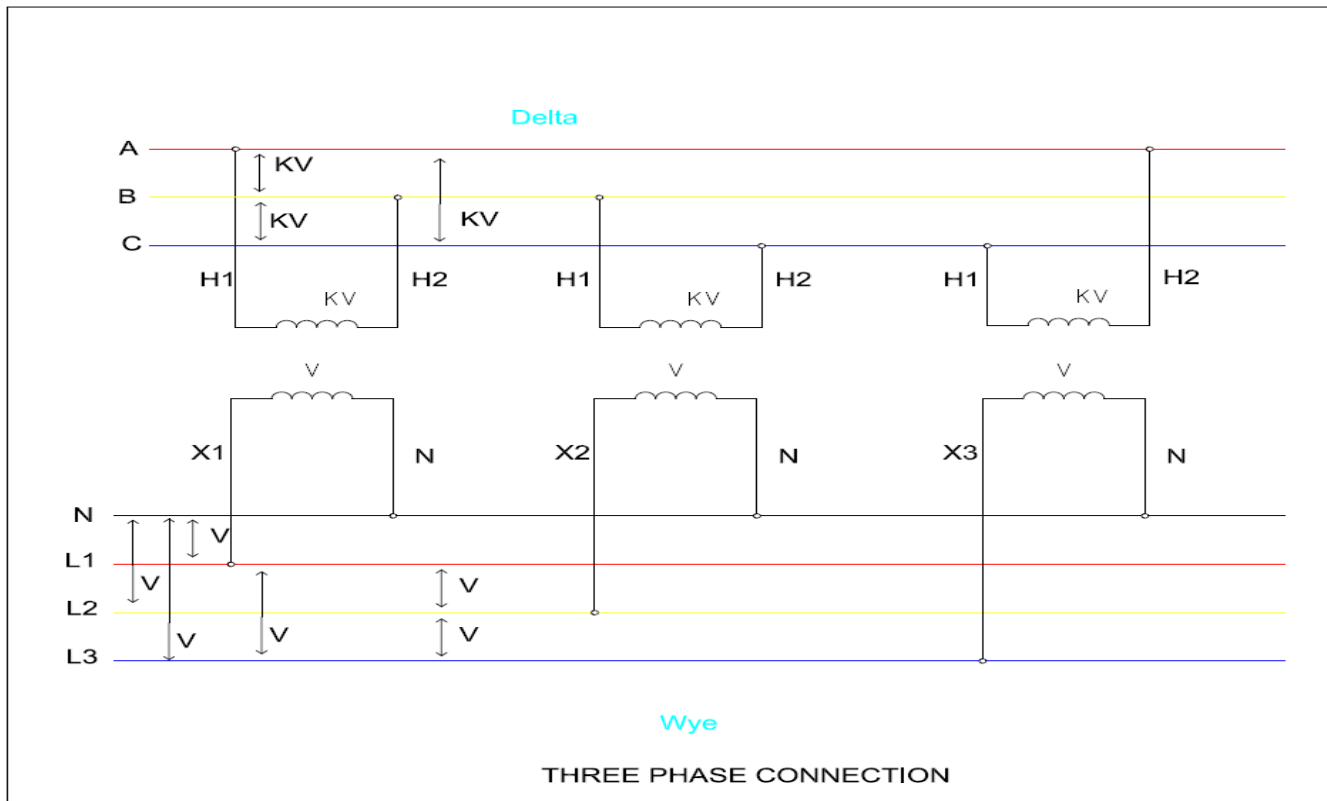 Delta
A
KV
B
KV
KV
C
H1
H2
H1
H2
H1
H2
KV
KV
KV
V
V
V
X1
N
X2
N
X3
N
N
V
L1
V
V
L2
V
V
V
L3
Wye
THREE PHASE CONNECTION